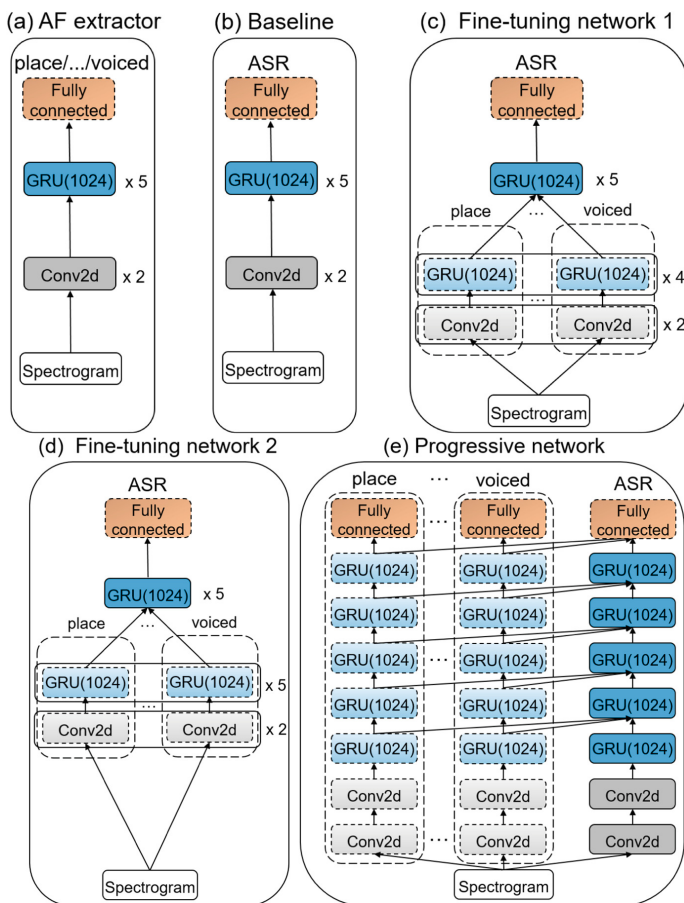 (a) AF extractor
place/.../voiced
Fully
connected
GRU(1024) x 5
Conv2d x 2
Spectrogram
(b) Baseline
ASR
Fully
connected
GRU(1024) x 5
Conv2d x 2
Spectrogram
(c) Fine-tuning network 1
ASR
Fully
connected
GRU(1024) x 5
place ... voiced
GRU(1024) GRU(1024) x 4
...
Conv2d Conv2d x 2
Spectrogram
(d) Fine-tuning network 2
ASR
Fully
connected
GRU(1024) x 5
place ... voiced
GRU(1024) GRU(1024) x 5
...
Conv2d Conv2d x 2
Spectrogram
(e) Progressive network
place ... voiced ASR
Fully Fully Fully
connected ... connected connected
GRU(1024) GRU(1024) GRU(1024)
GRU(1024) GRU(1024) GRU(1024)
GRU(1024) ... GRU(1024) GRU(1024)
GRU(1024) GRU(1024) GRU(1024)
GRU(1024) GRU(1024) GRU(1024)
Conv2d Conv2d Conv2d
Conv2d ... Conv2d Conv2d
Spectrogram